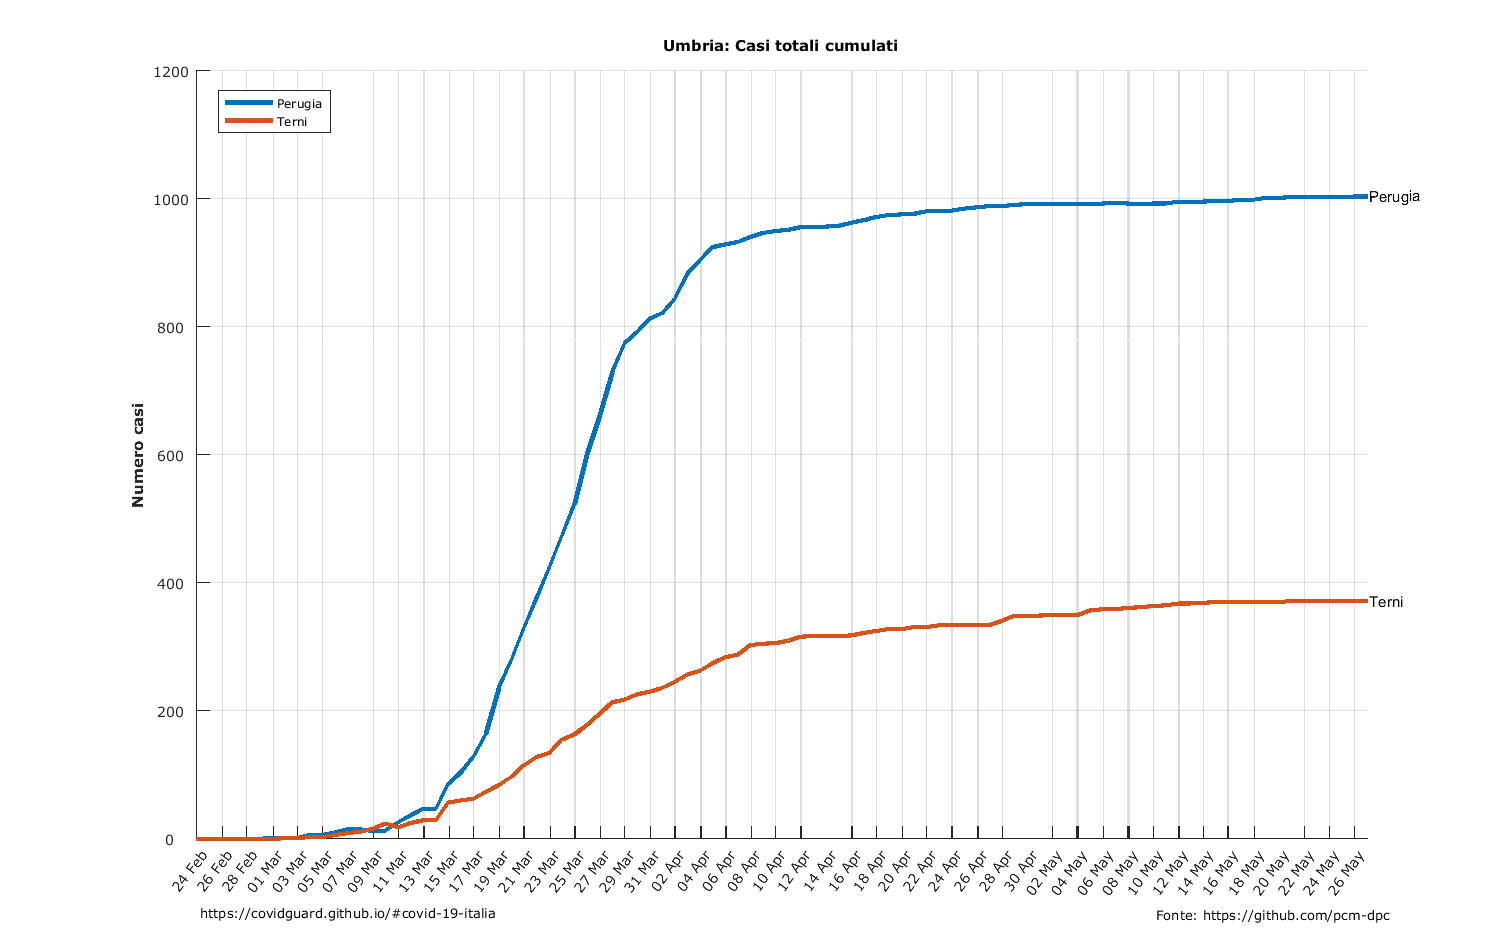 Umbria: Casi totali cumulati
1200
1000
800
600
400
200
0
Numero casi
Perugia
Terni
Perugia
Terni
24 Feb
26 Feb
28 Feb
01 Mar
03 Mar
05 Mar
07 Mar
09 Mar
11 Mar
13 Mar
15 Mar
17 Mar
19 Mar
21 Mar
23 Mar
25 Mar
27 Mar
29 Mar
31 Mar
02 Apr
04 Apr
06 Apr
08 Apr
10 Apr
12 Apr
14 Apr
16 Apr
18 Apr
20 Apr
22 Apr
24 Apr
26 Apr
28 Apr
30 Apr
02 May
04 May
06 May
08 May
10 May
12 May
14 May
16 May
18 May
20 May
22 May
24 May
26 May
https://covidguard.github.io/#covid-19-italia
Fonte: https://github.com/pcm-dpc